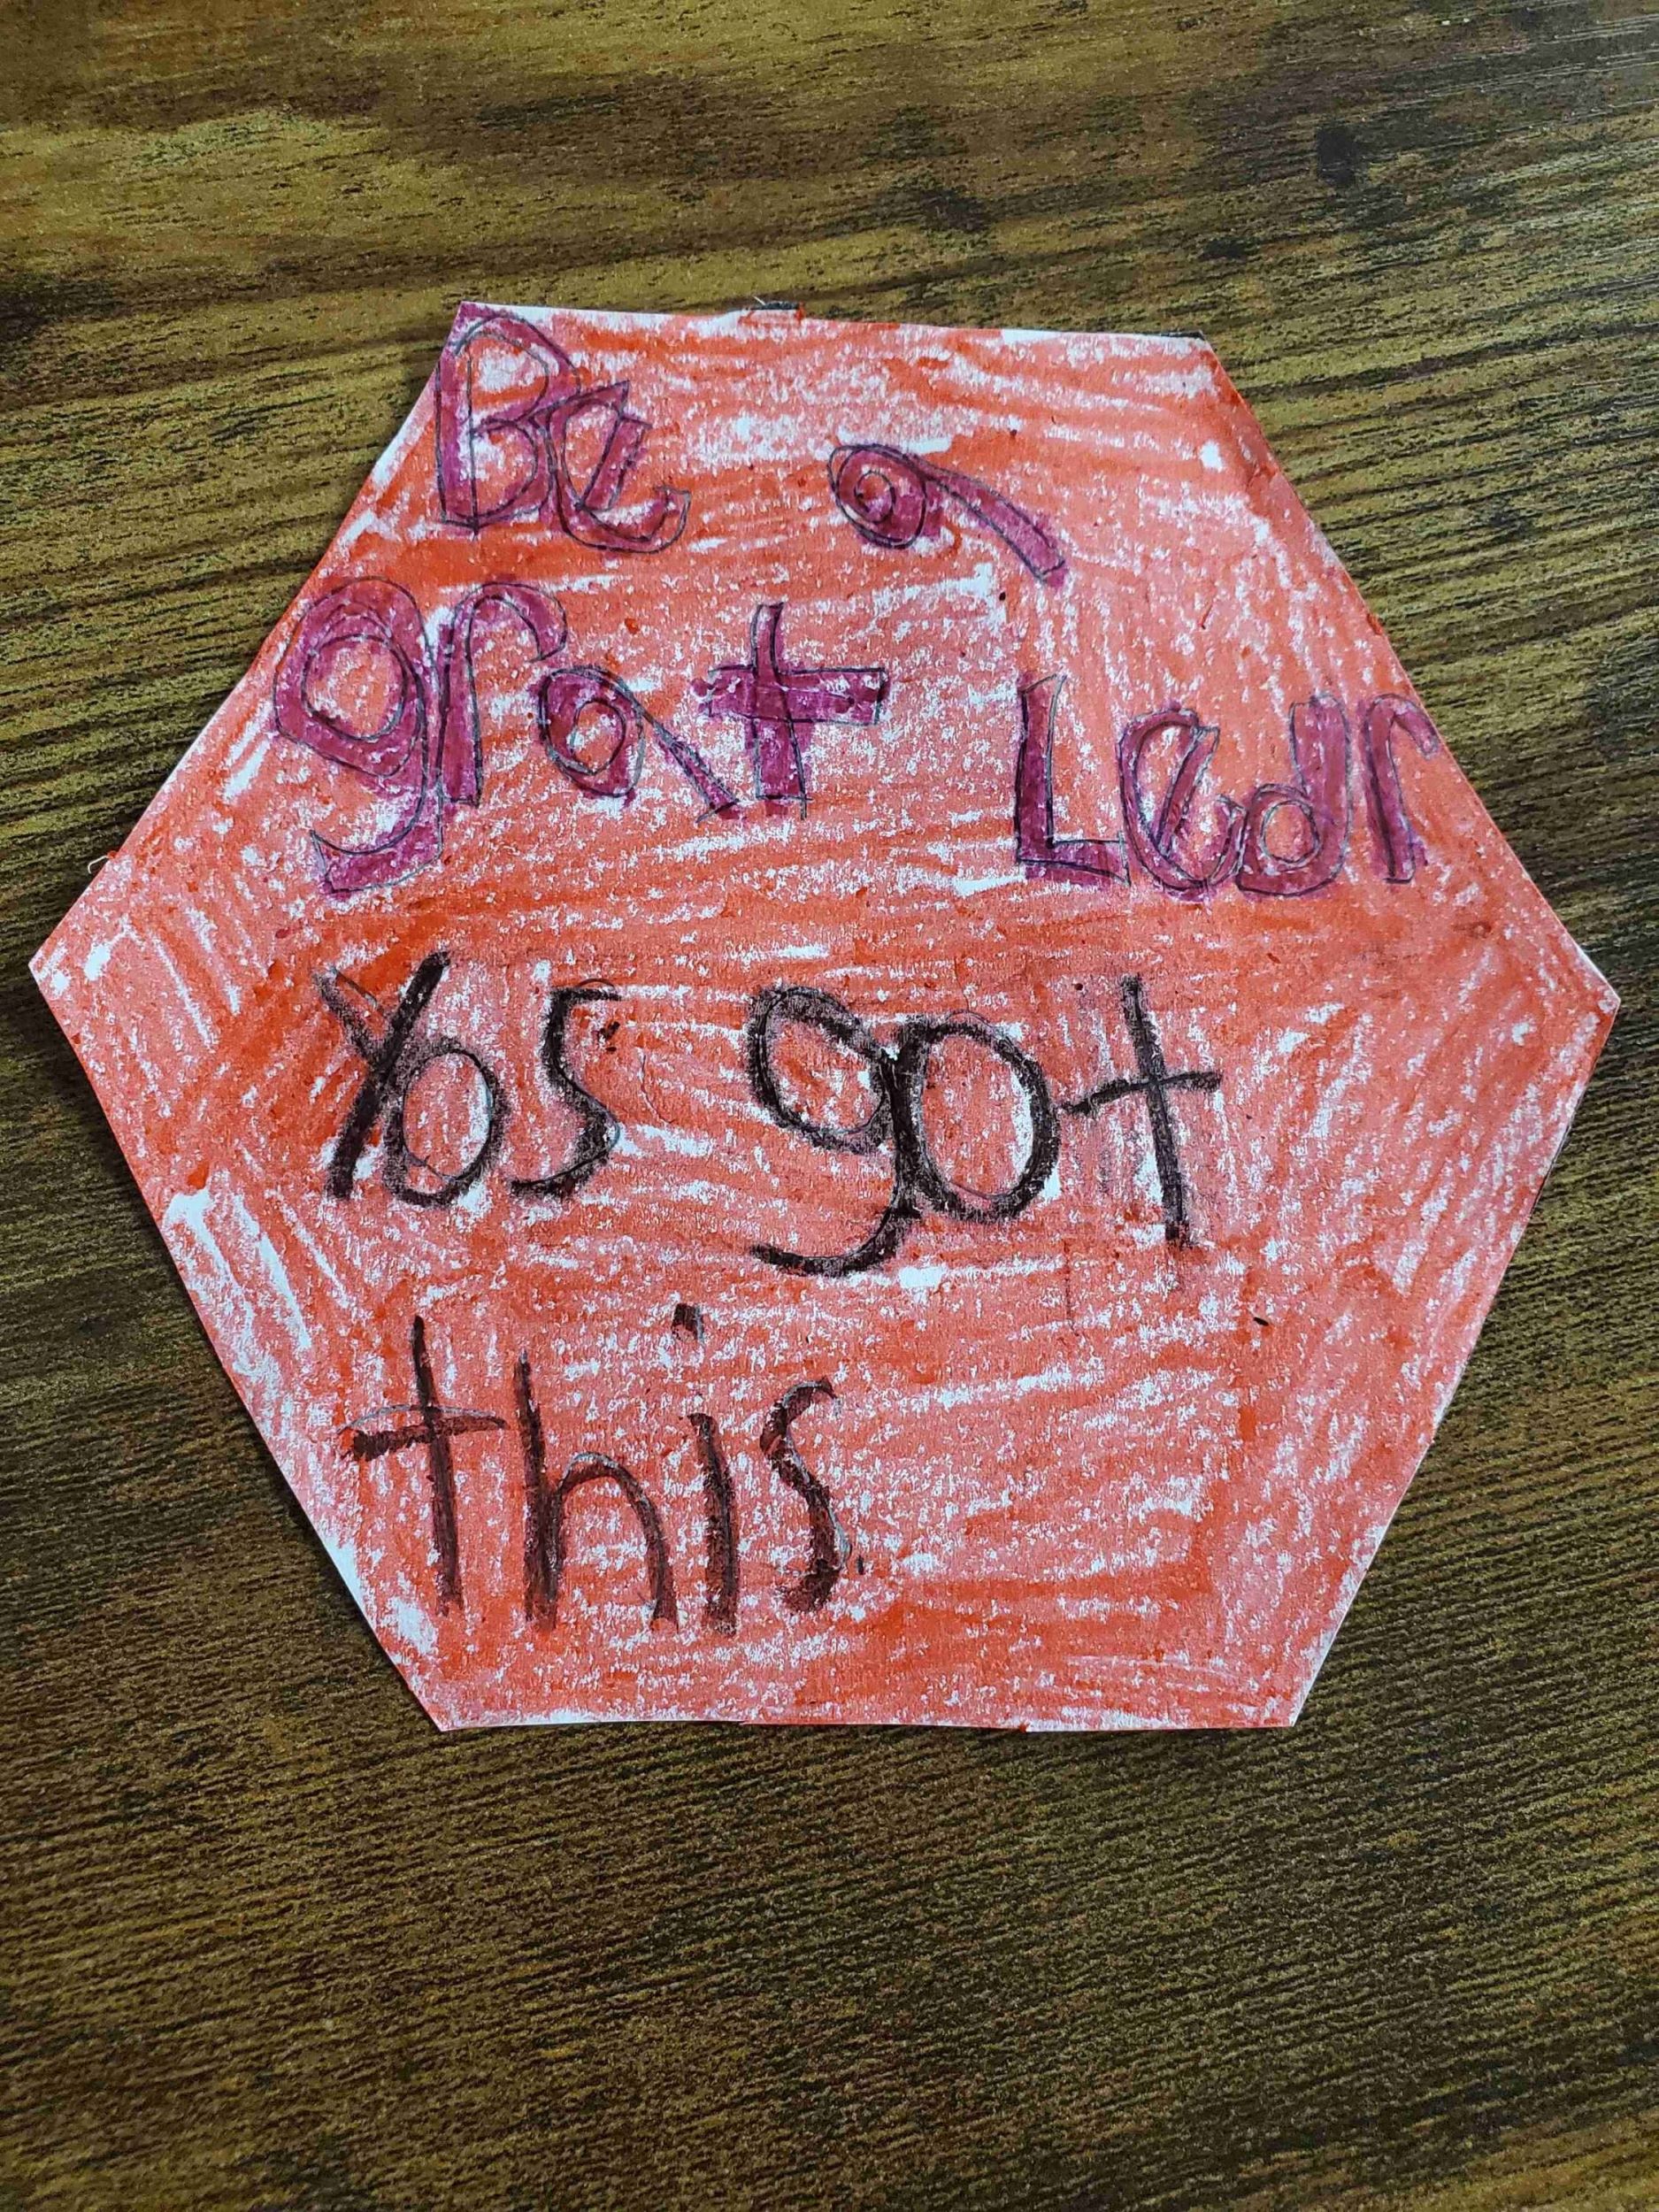 Be a
grat Ledr
Yos got
this